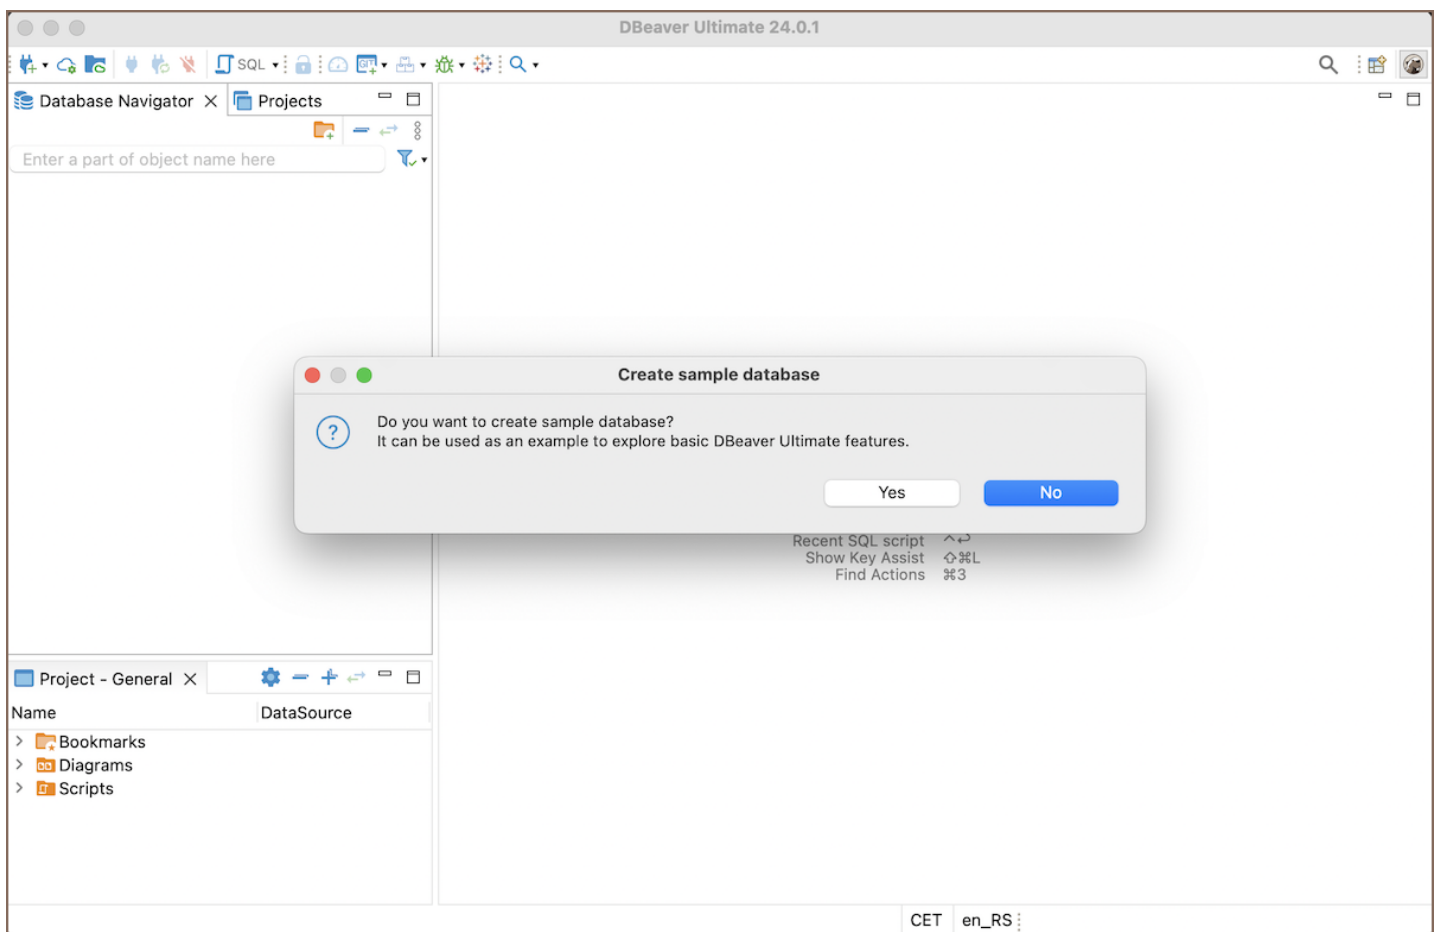 DBeaver Ultimate 24.0.1
SQL
GIT
Database Navigator
Projects
Enter a part of object name here
Create sample database
?
Do you want to create sample database?
It can be used as an example to explore basic DBeaver Ultimate features.
Yes
No
Recent SQL script ^↩
Show Key Assist ⇧⌘L
Find Actions ⌘3
Project - General
Name
DataSource
Bookmarks
Diagrams
Scripts
CET
en_RS